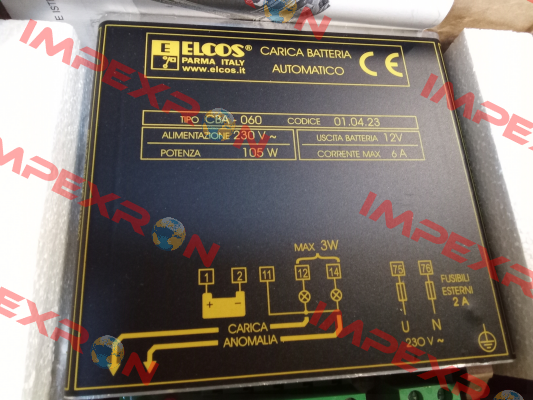 ELCOS®
PARMA ITALY
www.elcos.it
CARICA BATTERIA
AUTOMATICO
CE
TIPO CBA - 060 CODICE 01.04.23
ALIMENTAZIONE 230 V ~ USCITA BATTERIA 12V
POTENZA 105 W CORRENTE MAX 6 A
MAX 3W
1 2 11 12 14 75 76
+ -
FUSIBILI
ESTERNI
2 A
CARICA
ANOMALIA
U N
230 V ~
IMPEXRON
IMPEXRON
IMPEXRON